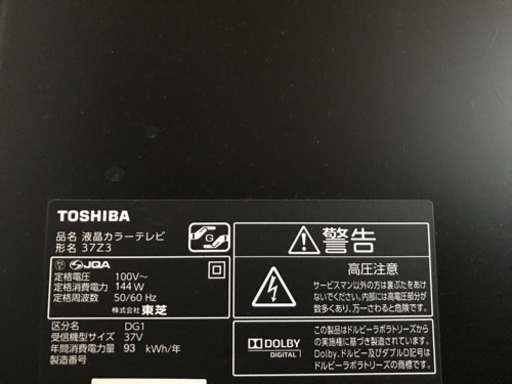 TOSHIBA
品名 液晶カラーテレビ
形名 37Z3
G
JQA
定格電圧 100V~
定格消費電力 144 W
定格周波数 50/60 Hz
株式会社 東芝
区分名 DG1
受信機型サイズ 37V
年間消費電力量 93 kWh/年
製造番号
警告
高圧注意
サービスマン以外の方は裏ぶたをあけないで
ください。内部には高電圧部分が
数多くあり、万一さわると危険です。
DOLBY
DIGITAL
この製品はドルビーラボラトリーズから
の実施権に基づき製造されています。
Dolby、ドルビー及びダブルD記号は
ドルビーラボラトリーズの商標です。